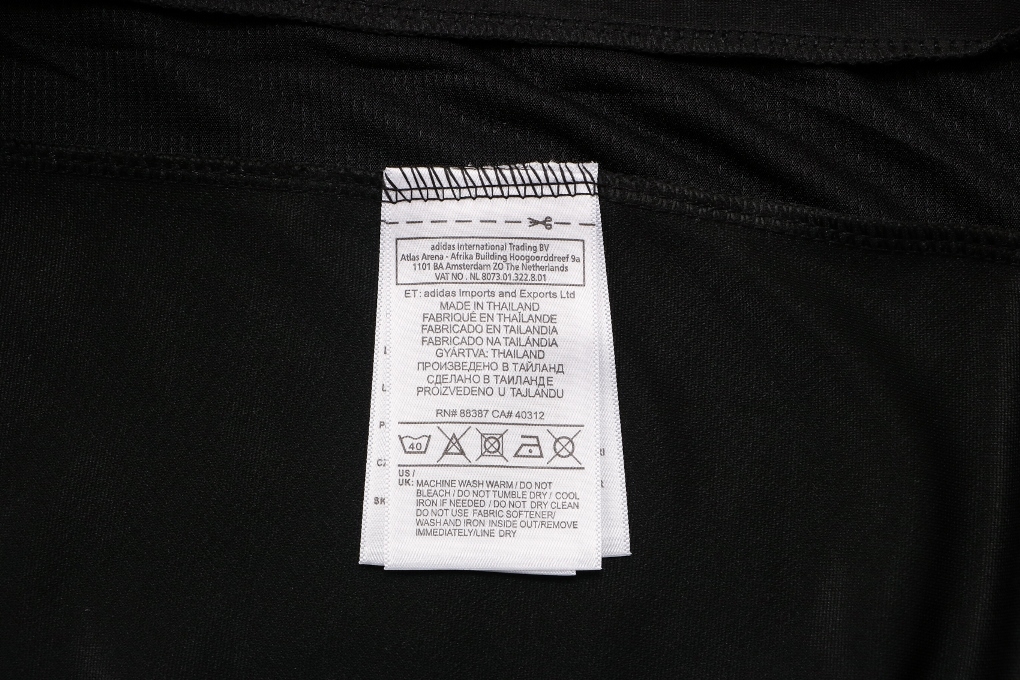 adidas International Trading BV
Atlas Arena - Afrika Building Hoogoorddreef 9a
1101 BA Amsterdam ZO The Netherlands
VAT NO. NL 8073.01.322.8.01
ET: adidas Imports and Exports Ltd
MADE IN THAILAND
FABRIQUÉ EN THAÏLANDE
FABRICADO EN TAILANDIA
FABRICADO NA TAILÁNDIA
GYÁRTVA: THAILAND
ПРОИЗВЕДЕНО В ТАЙЛАНД
СДЕЛАНО В ТАИЛАНДЕ
PROIZVEDENO U TAJLANDU
RN# 88387 CA# 40312
40
US /
UK: MACHINE WASH WARM / DO NOT
BLEACH / DO NOT TUMBLE DRY / COOL
IRON IF NEEDED / DO NOT DRY CLEAN
DO NOT USE FABRIC SOFTENER/
WASH AND IRON INSIDE OUT/REMOVE
IMMEDIATELY/LINE DRY
SK